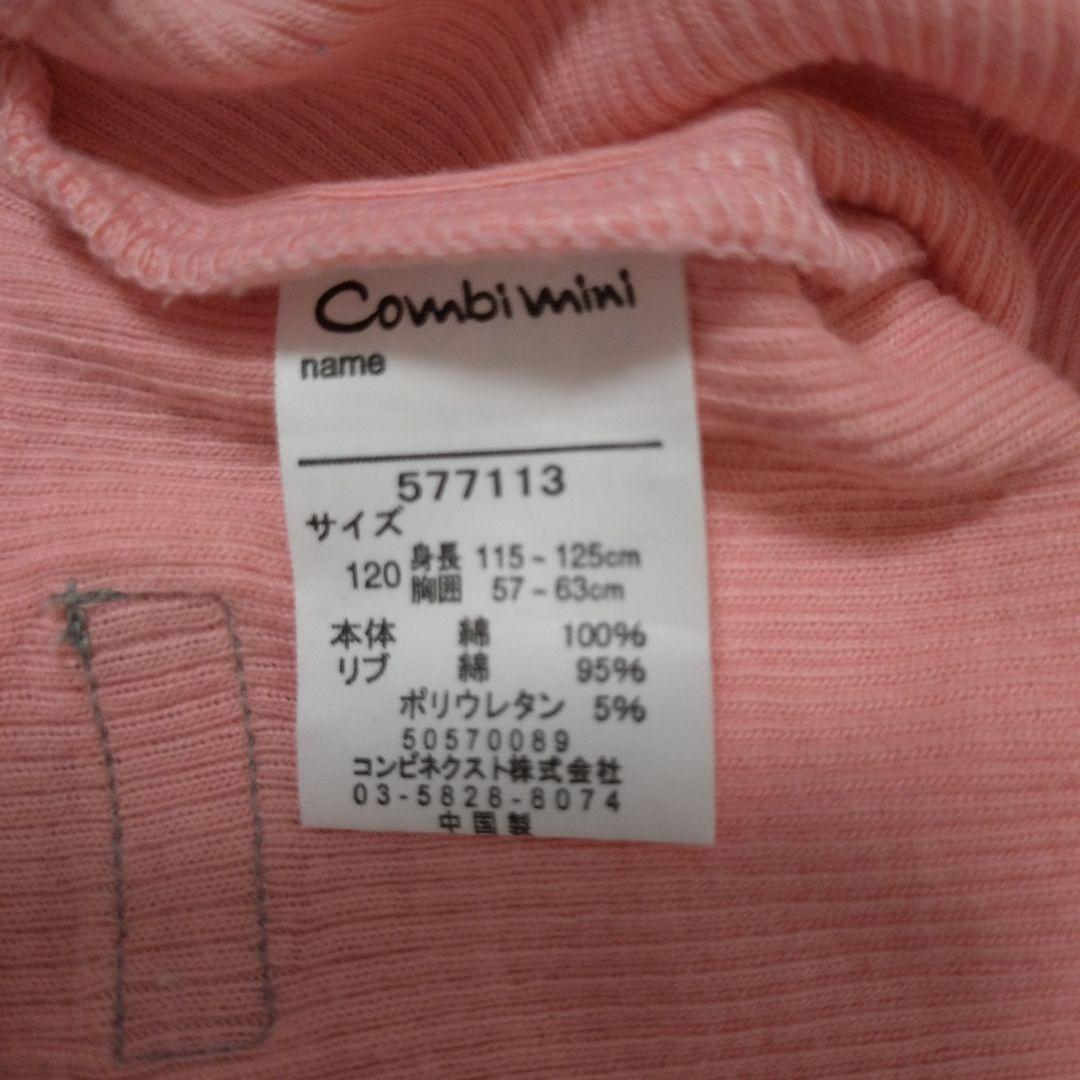 Combi mini
name
577113
サイズ
120 身長 115~125cm
胸囲 57~63cm
本体 綿 100%
リブ 綿 95%
ポリウレタン 5%
50570089
コンビネクスト株式会社
03-5828-8074
中国製